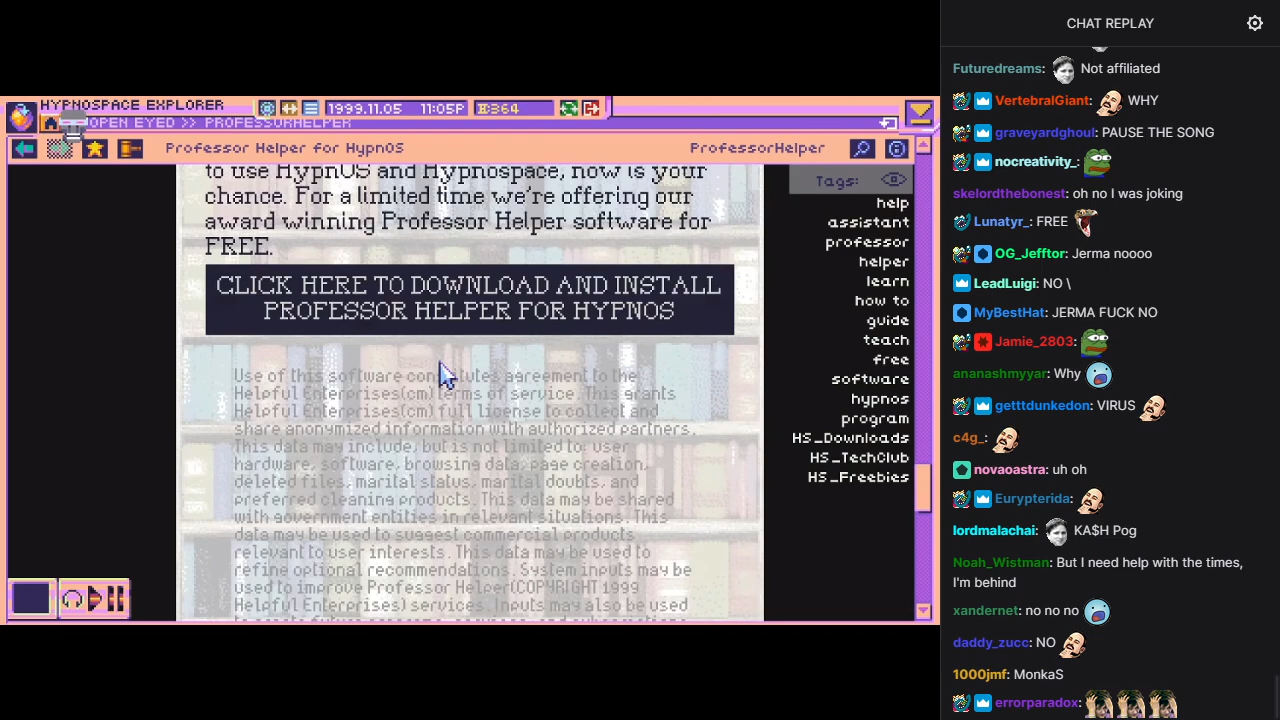 HYPNOSPACE EXPLORER
1999.11.05 11:05P
364
OPEN EYED >> PROFESSORHELPER
Professor Helper for HypnOS
ProfessorHelper
to use HypnOS and Hypnospace, now is your
chance. For a limited time we're offering our
award winning Professor Helper software for
FREE.
CLICK HERE TO DOWNLOAD AND INSTALL
PROFESSOR HELPER FOR HYPNOS
Use of this software constitutes agreement to the
Helpful Enterprises(cm) terms of service. This grants
Helpful Enterprises(cm) full license to collect and
share anonymized information with authorized partners.
This data may include, but is not limited to: user
hardware, software, browsing data, page creation,
deleted files, marital status, marital doubts, and
preferred cleaning products. This data may be shared
with government entities in relevant situations. This
data may be used to suggest commercial products
relevant to user interests. This data may be used to
refine optional recommendations. System inputs may be
used to improve Professor Helper(COPYRIGHT 1999
Helpful Enterprises) services. Inputs may also be used
Tags:
help
assistant
professor
helper
learn
how to
guide
teach
free
software
hypnos
program
HS_Downloads
HS_TechClub
HS_Freebies
CHAT REPLAY
Futuredreams: Not affiliated
VertebralGiant: WHY
graveyardghoul: PAUSE THE SONG
nocreativity_:
skelordthebonest: oh no I was joking
Lunatyr_: FREE
OG_Jefftor: Jerma noooo
LeadLuigi: NO \
MyBestHat: JERMA FUCK NO
Jamie_2803:
ananashmyyar: Why
getttdunkedon: VIRUS
c4g_:
novaoastra: uh oh
Eurypterida:
lordmalachai: KA$H Pog
Noah_Wistman: But I need help with the times,
I'm behind
xandernet: no no no
daddy_zucc: NO
1000jmf: MonkaS
errorparadox: